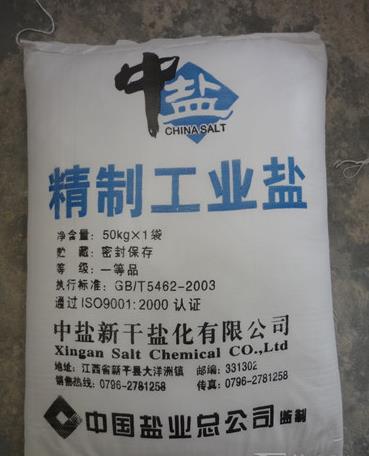 中盐
CHINA SALT
精制工业盐
净含量: 50kg×1袋
贮 藏: 密封保存
等 级: 一等品
执行标准: GB/T5462-2003
通过ISO9001:2000认证
中盐新干盐化有限公司
Xingan Salt Chemical CO.,Ltd
地址: 江西省新干县大洋洲镇 邮编: 331302
销售热线: 0796-2781258 传真: 0796-2781258
中国盐业总公司监制